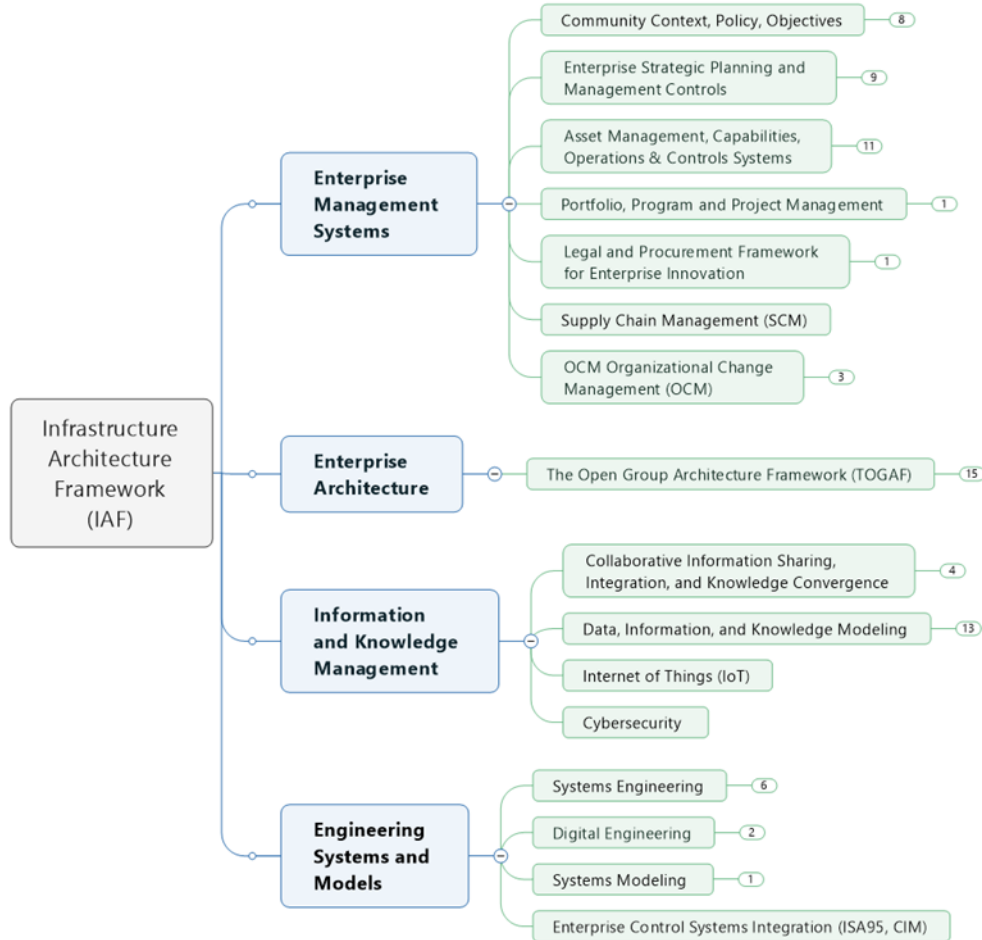 Infrastructure
Architecture
Framework
(IAF)
Enterprise
Management
Systems
Community Context, Policy, Objectives
8
Enterprise Strategic Planning and
Management Controls
9
Asset Management, Capabilities,
Operations & Controls Systems
11
Portfolio, Program and Project Management
1
Legal and Procurement Framework
for Enterprise Innovation
1
Supply Chain Management (SCM)
OCM Organizational Change
Management (OCM)
3
Enterprise
Architecture
The Open Group Architecture Framework (TOGAF)
15
Information
and Knowledge
Management
Collaborative Information Sharing,
Integration, and Knowledge Convergence
4
Data, Information, and Knowledge Modeling
13
Internet of Things (IoT)
Cybersecurity
Engineering
Systems and
Models
Systems Engineering
6
Digital Engineering
2
Systems Modeling
1
Enterprise Control Systems Integration (ISA95, CIM)